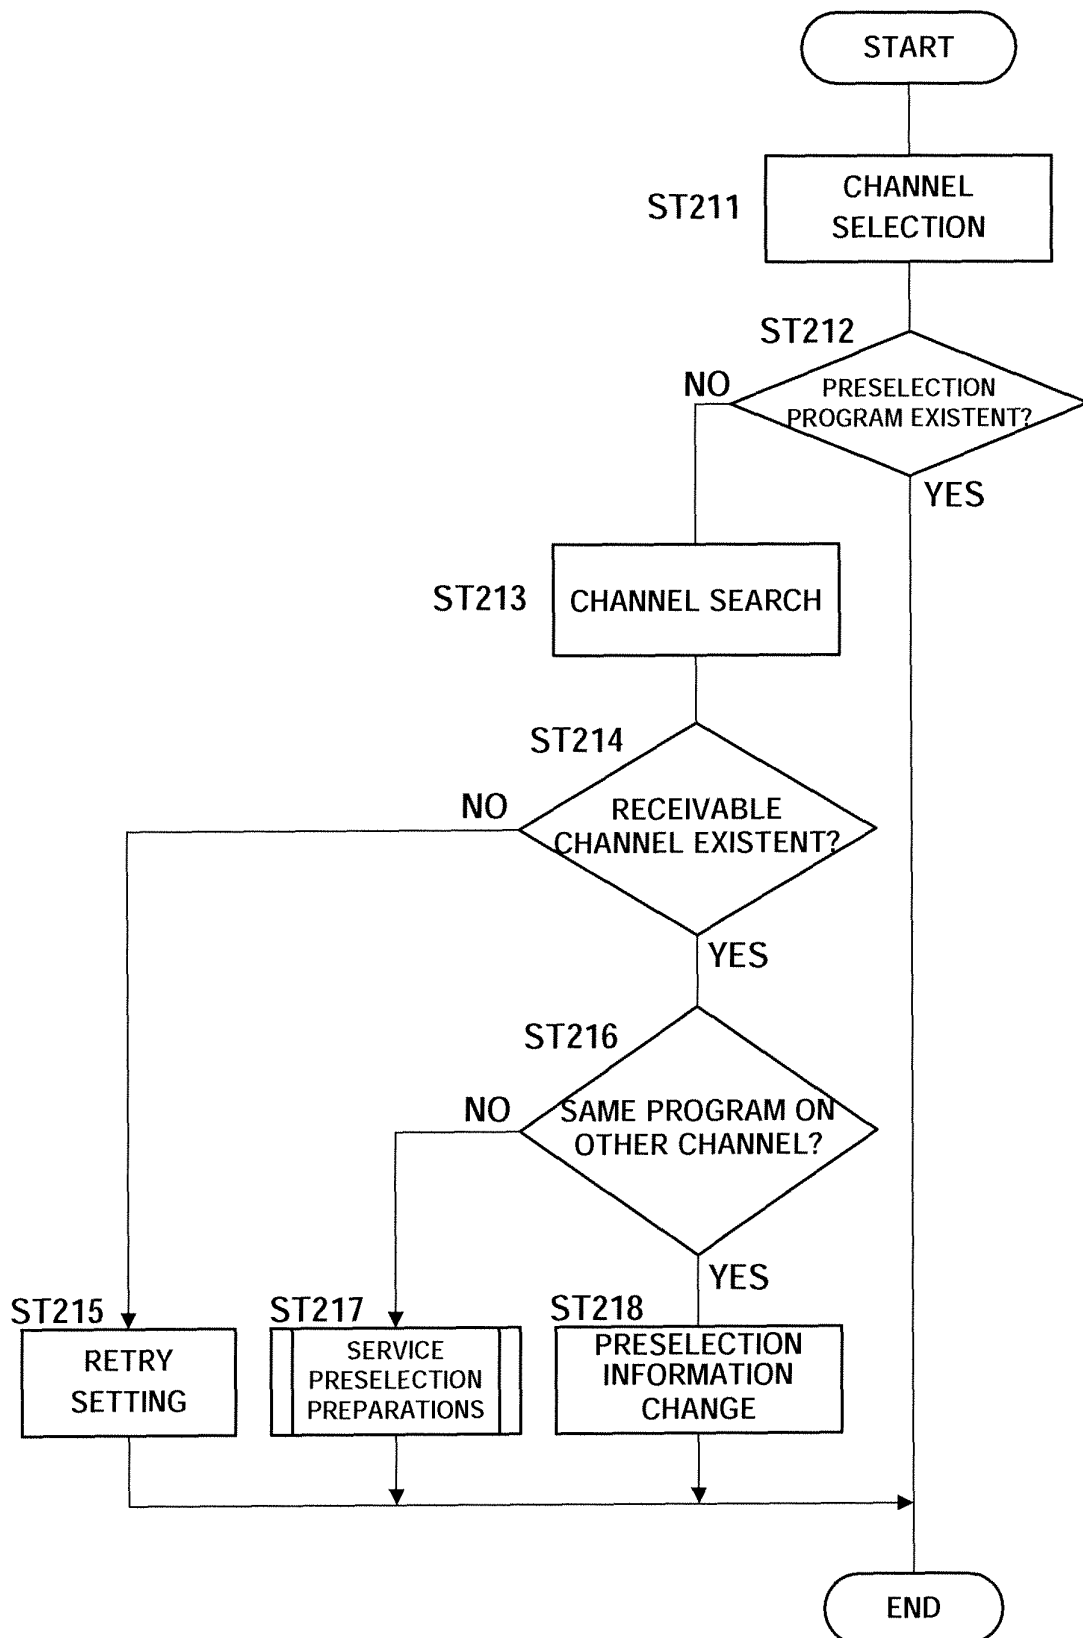 START
ST211
CHANNEL
SELECTION
ST212
NO
PRESELECTION
PROGRAM EXISTENT?
YES
ST213
CHANNEL SEARCH
ST214
NO
RECEIVABLE
CHANNEL EXISTENT?
YES
ST216
NO
SAME PROGRAM ON
OTHER CHANNEL?
YES
ST215
RETRY
SETTING
ST217
SERVICE
PRESELECTION
PREPARATIONS
ST218
PRESELECTION
INFORMATION
CHANGE
END